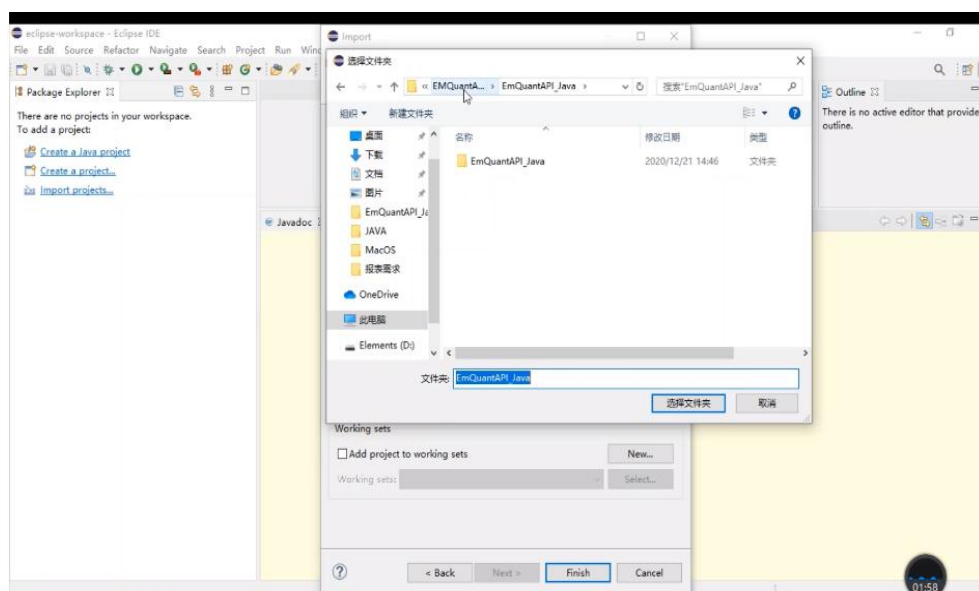 eclipse-workspace - Eclipse IDE
File Edit Source Refactor Navigate Search Project Run
Package Explorer
There are no projects in your workspace.
To add a project:
Create a Java project
Create a project...
Import projects...
Javadoc
Import
选择文件夹
« EMQuantA... › EmQuantAPI_Java ›
搜索"EmQuantAPI_Java"
组织 新建文件夹
名称 修改日期 类型
EmQuantAPI_Java 2020/12/21 14:46 文件夹
桌面
下载
文档
图片
EmQuantAPI_Ja
JAVA
MacOS
报表需求
OneDrive
此电脑
Elements (D:)
文件夹: EmQuantAPI_Java
选择文件夹 取消
Working sets
Add project to working sets New...
Working sets: Select...
< Back Next > Finish Cancel
Outline
There is no active editor that provide
outline.
01:58